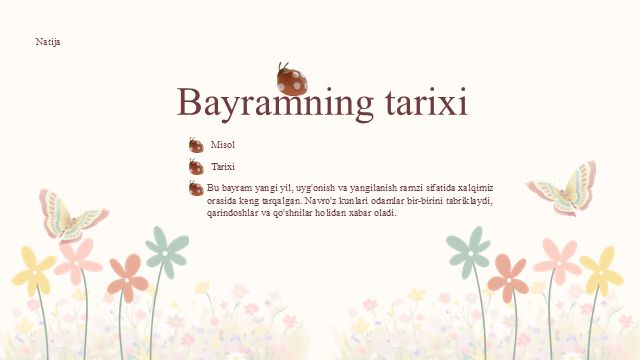 Natija
Bayramning tarixi
Misol
Tarixi
Bu bayram yangi yil, uyg'onish va yangilanish ramzi sifatida xalqimiz
orasida keng tarqalgan. Navro'z kunlari odamlar bir-birini tabriklaydi,
qarindoshlar va qo'shnilar holidan xabar oladi.